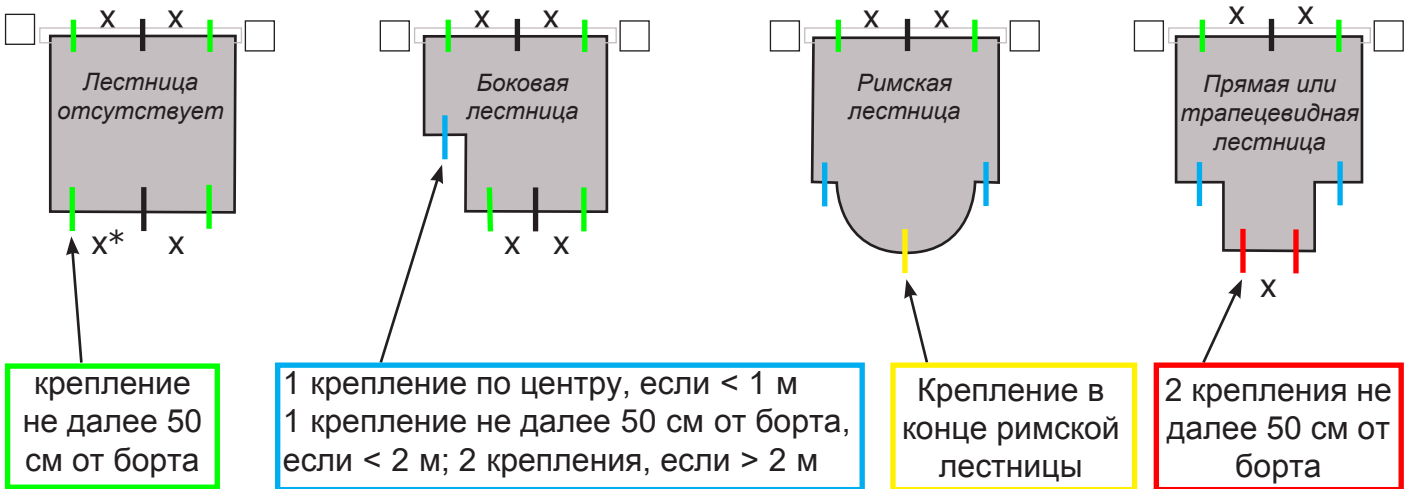 x x
Лестница
отсутствует
x* x
x x
Боковая
лестница
x x
x x
Римская
лестница
x x
Прямая или
трапецевидная
лестница
x
крепление
не далее 50
см от борта
1 крепление по центру, если < 1 м
1 крепление не далее 50 см от борта,
если < 2 м; 2 крепления, если > 2 м
Крепление в
конце римской
лестницы
2 крепления не
далее 50 см от
борта